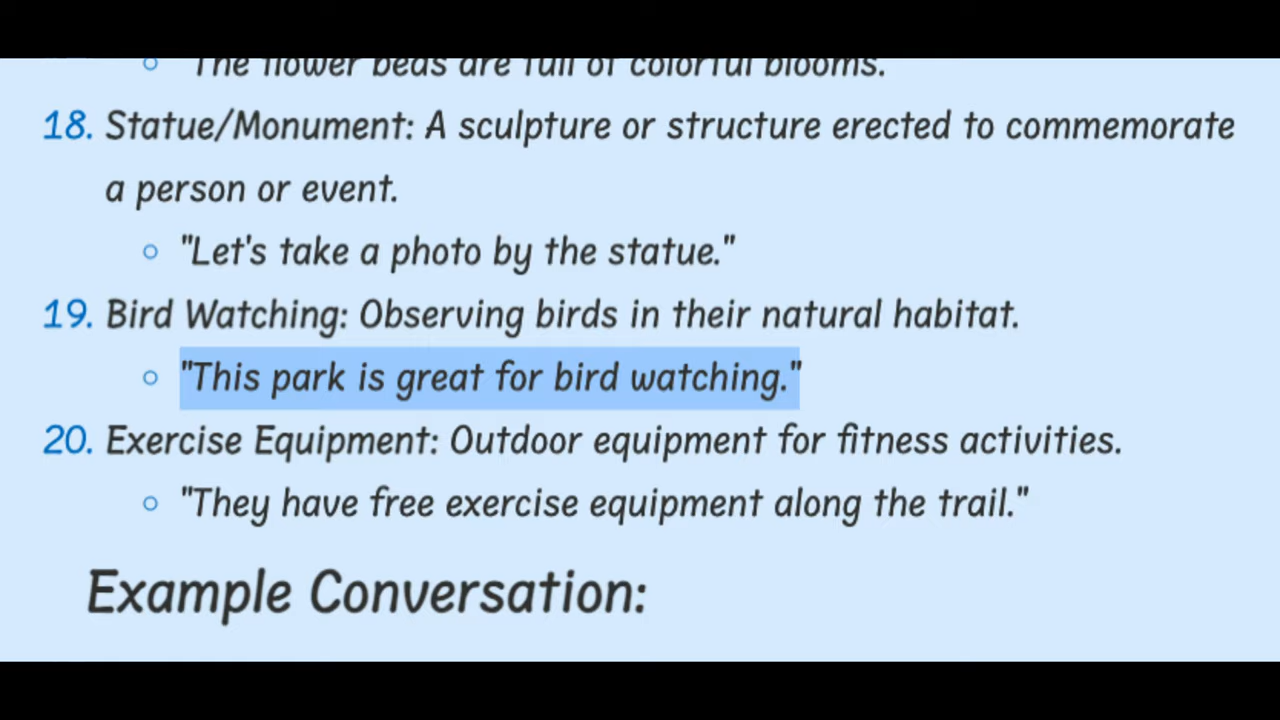 "The flower beds are full of colorful blooms.
18. Statue/Monument: A sculpture or structure erected to commemorate
a person or event.
"Let's take a photo by the statue."
19. Bird Watching: Observing birds in their natural habitat.
"This park is great for bird watching."
20. Exercise Equipment: Outdoor equipment for fitness activities.
"They have free exercise equipment along the trail."
Example Conversation: